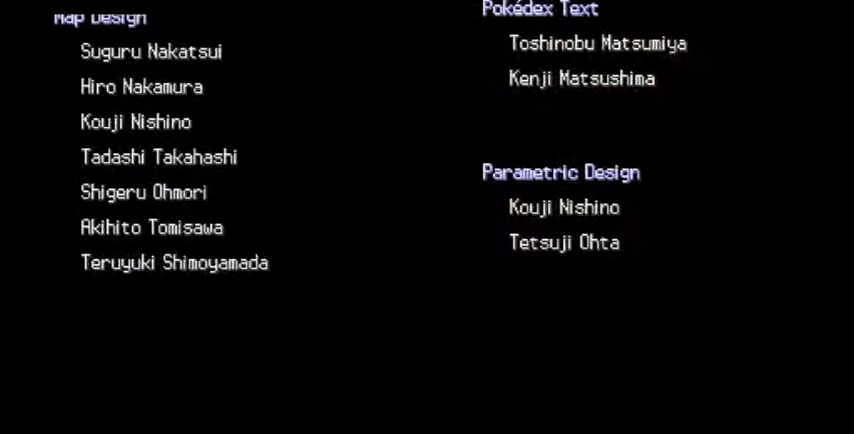 Map Design
Suguru Nakatsui
Hiro Nakamura
Kouji Nishino
Tadashi Takahashi
Shigeru Ohmori
Akihito Tomisawa
Teruyuki Shimoyamada
Pokédex Text
Toshinobu Matsumiya
Kenji Matsushima
Parametric Design
Kouji Nishino
Tetsuji Ohta